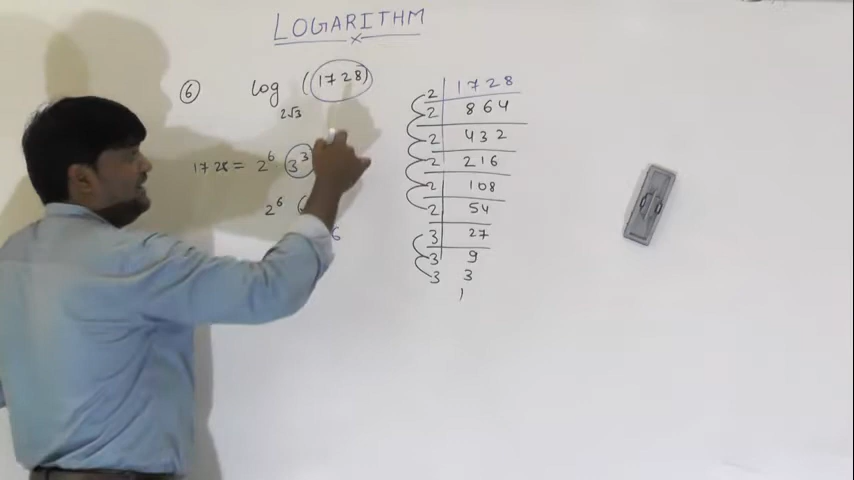 LOGARITHM
×
⑥ log 2√3 (1728)
1728 = 2⁶ 3³
2⁶ (
6
2 | 1728
2 | 864
2 | 432
2 | 216
2 | 108
2 | 54
3 | 27
3 | 9
3 3
1